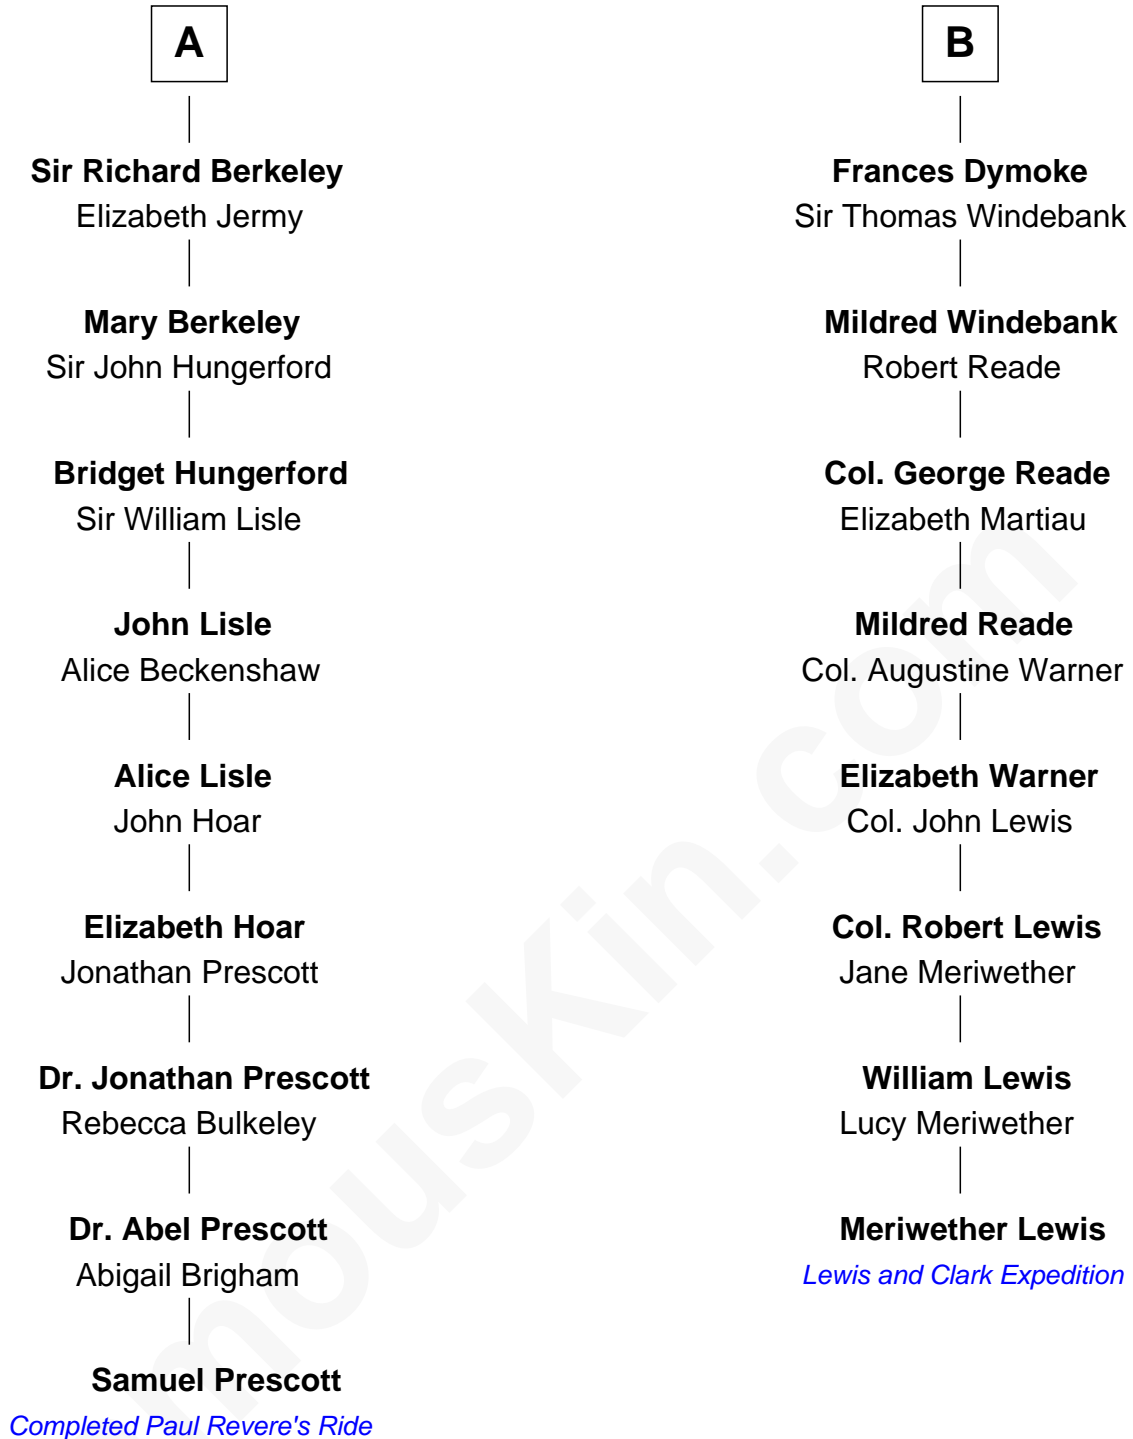 A
Sir Richard Berkeley
Elizabeth Jermy
Mary Berkeley
Sir John Hungerford
Bridget Hungerford
Sir William Lisle
John Lisle
Alice Beckenshaw
Alice Lisle
John Hoar
Elizabeth Hoar
Jonathan Prescott
Dr. Jonathan Prescott
Rebecca Bulkeley
Dr. Abel Prescott
Abigail Brigham
Samuel Prescott
Completed Paul Revere's Ride
B
Frances Dymoke
Sir Thomas Windebank
Mildred Windebank
Robert Reade
Col. George Reade
Elizabeth Martiau
Mildred Reade
Col. Augustine Warner
Elizabeth Warner
Col. John Lewis
Col. Robert Lewis
Jane Meriwether
William Lewis
Lucy Meriwether
Meriwether Lewis
Lewis and Clark Expedition
mousKin.com